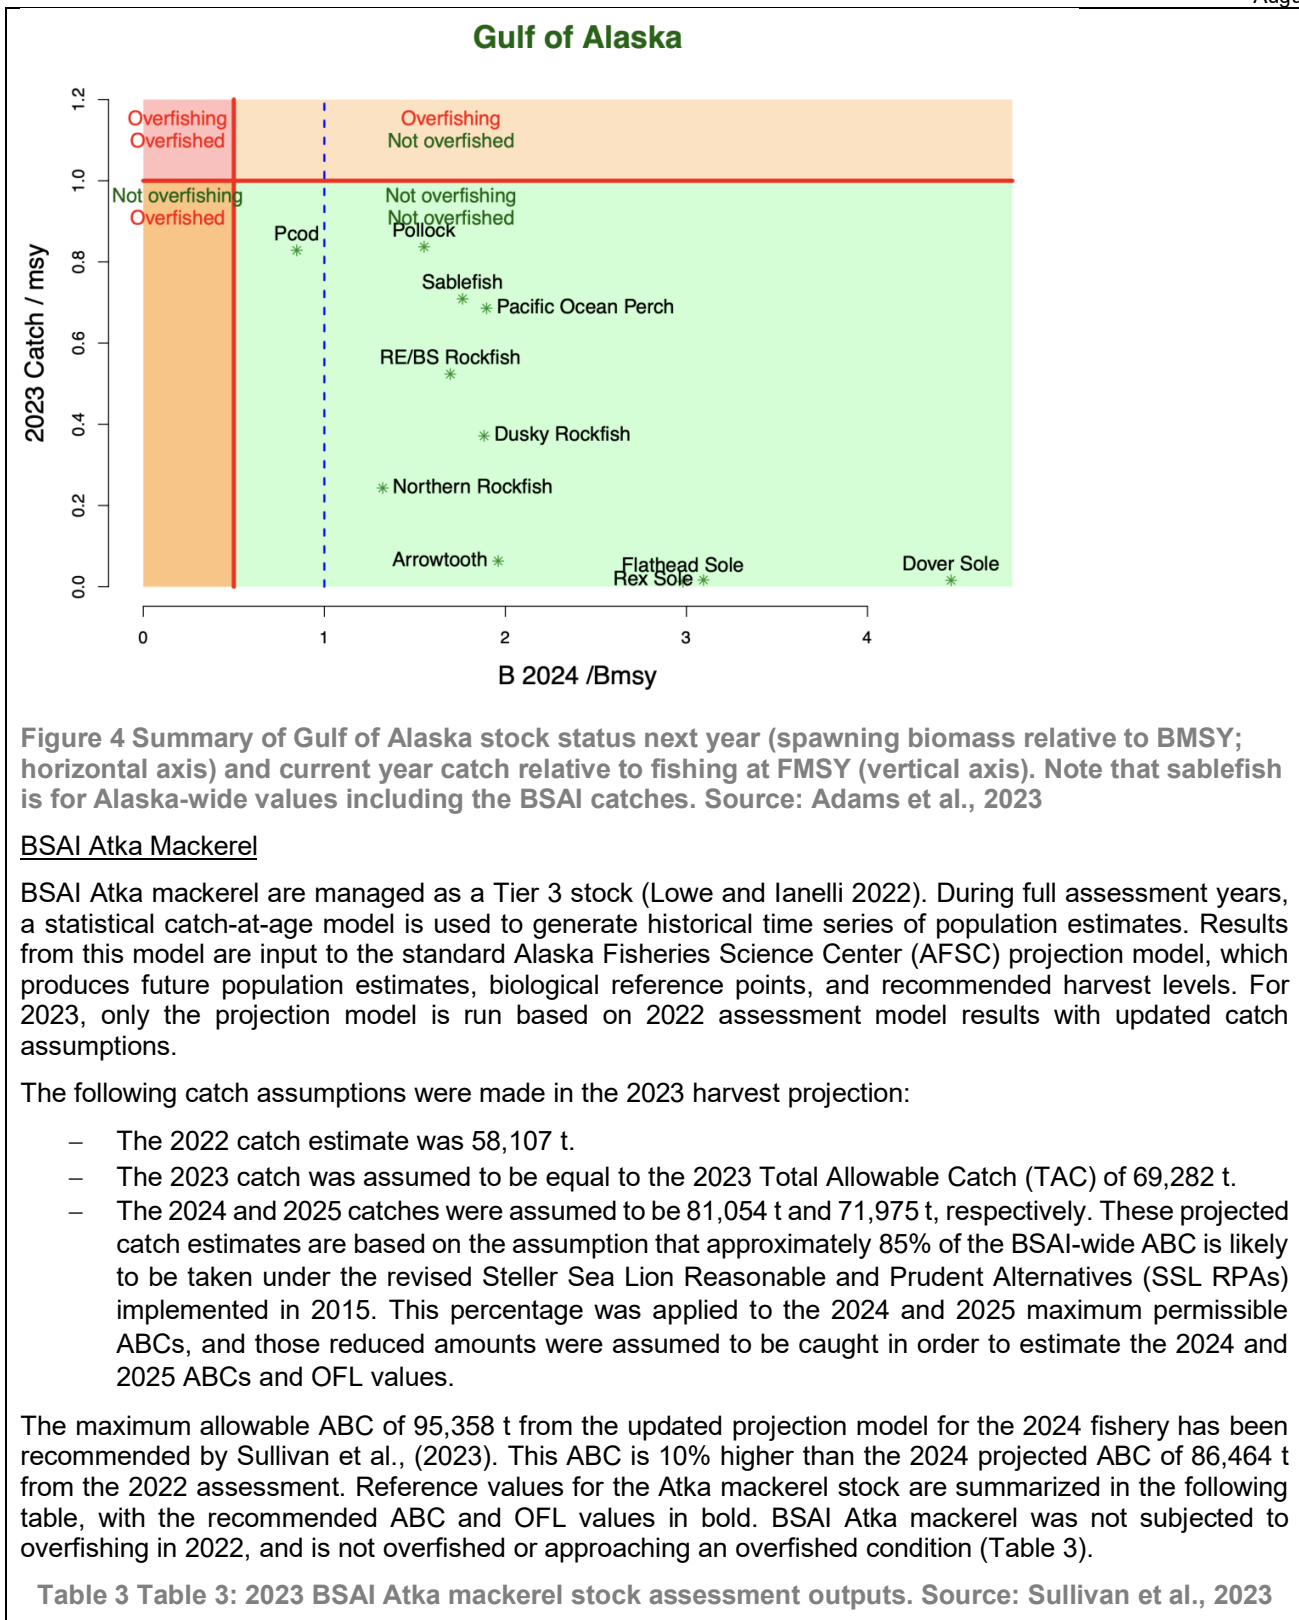 Augu
Gulf of Alaska
1.2
Overfishing
Overfished
Overfishing
Not overfished
1.0
Not overfishing
Overfished
Not overfishing
Not overfished
Pcod
Pollock
0.8
Sablefish
Pacific Ocean Perch
2023 Catch / msy
0.6
RE/BS Rockfish
0.4
Dusky Rockfish
Northern Rockfish
0.2
Arrowtooth
Flathead Sole
Rex Sole
Dover Sole
0.0
0 1 2 3 4
B 2024 /Bmsy
Figure 4 Summary of Gulf of Alaska stock status next year (spawning biomass relative to BMSY;
horizontal axis) and current year catch relative to fishing at FMSY (vertical axis). Note that sablefish
is for Alaska-wide values including the BSAI catches. Source: Adams et al., 2023
BSAI Atka Mackerel
BSAI Atka mackerel are managed as a Tier 3 stock (Lowe and Ianelli 2022). During full assessment years,
a statistical catch-at-age model is used to generate historical time series of population estimates. Results
from this model are input to the standard Alaska Fisheries Science Center (AFSC) projection model, which
produces future population estimates, biological reference points, and recommended harvest levels. For
2023, only the projection model is run based on 2022 assessment model results with updated catch
assumptions.
The following catch assumptions were made in the 2023 harvest projection:
– The 2022 catch estimate was 58,107 t.
– The 2023 catch was assumed to be equal to the 2023 Total Allowable Catch (TAC) of 69,282 t.
– The 2024 and 2025 catches were assumed to be 81,054 t and 71,975 t, respectively. These projected
catch estimates are based on the assumption that approximately 85% of the BSAI-wide ABC is likely
to be taken under the revised Steller Sea Lion Reasonable and Prudent Alternatives (SSL RPAs)
implemented in 2015. This percentage was applied to the 2024 and 2025 maximum permissible
ABCs, and those reduced amounts were assumed to be caught in order to estimate the 2024 and
2025 ABCs and OFL values.
The maximum allowable ABC of 95,358 t from the updated projection model for the 2024 fishery has been
recommended by Sullivan et al., (2023). This ABC is 10% higher than the 2024 projected ABC of 86,464 t
from the 2022 assessment. Reference values for the Atka mackerel stock are summarized in the following
table, with the recommended ABC and OFL values in bold. BSAI Atka mackerel was not subjected to
overfishing in 2022, and is not overfished or approaching an overfished condition (Table 3).
Table 3 Table 3: 2023 BSAI Atka mackerel stock assessment outputs. Source: Sullivan et al., 2023